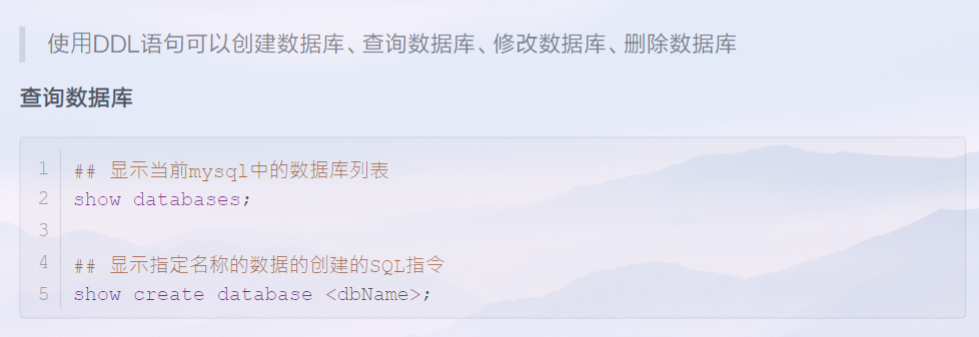 使用DDL语句可以创建数据库、查询数据库、修改数据库、删除数据库
查询数据库
1 ## 显示当前mysql中的数据库列表
2 show databases;
3
4 ## 显示指定名称的数据的创建的SQL指令
5 show create database <dbName>;